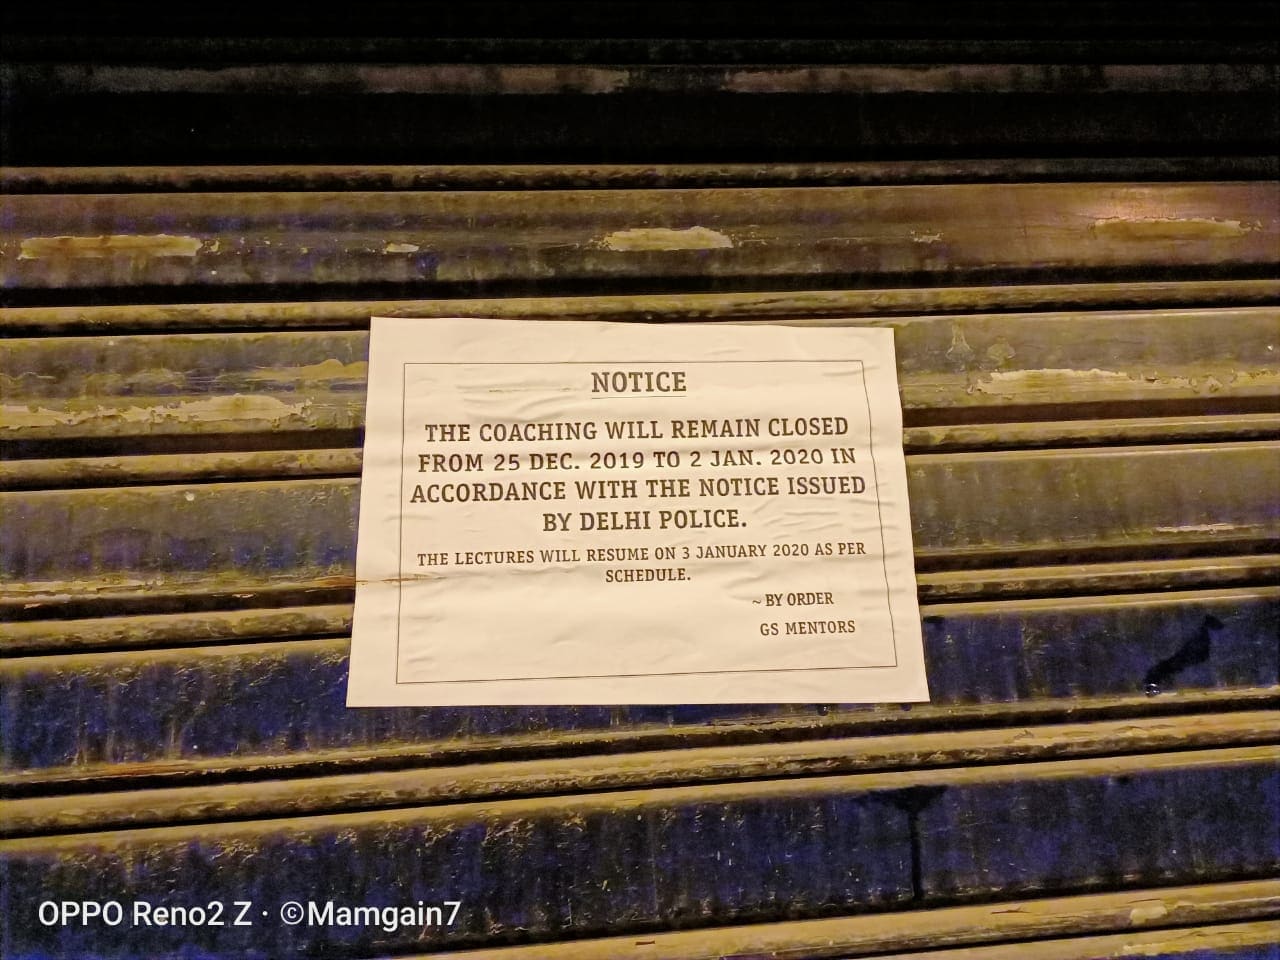 NOTICE
THE COACHING WILL REMAIN CLOSED
FROM 25 DEC. 2019 TO 2 JAN. 2020 IN
ACCORDANCE WITH THE NOTICE ISSUED
BY DELHI POLICE.
THE LECTURES WILL RESUME ON 3 JANUARY 2020 AS PER
SCHEDULE.
~ BY ORDER
GS MENTORS
OPPO Reno2 Z · ©Mamgain7